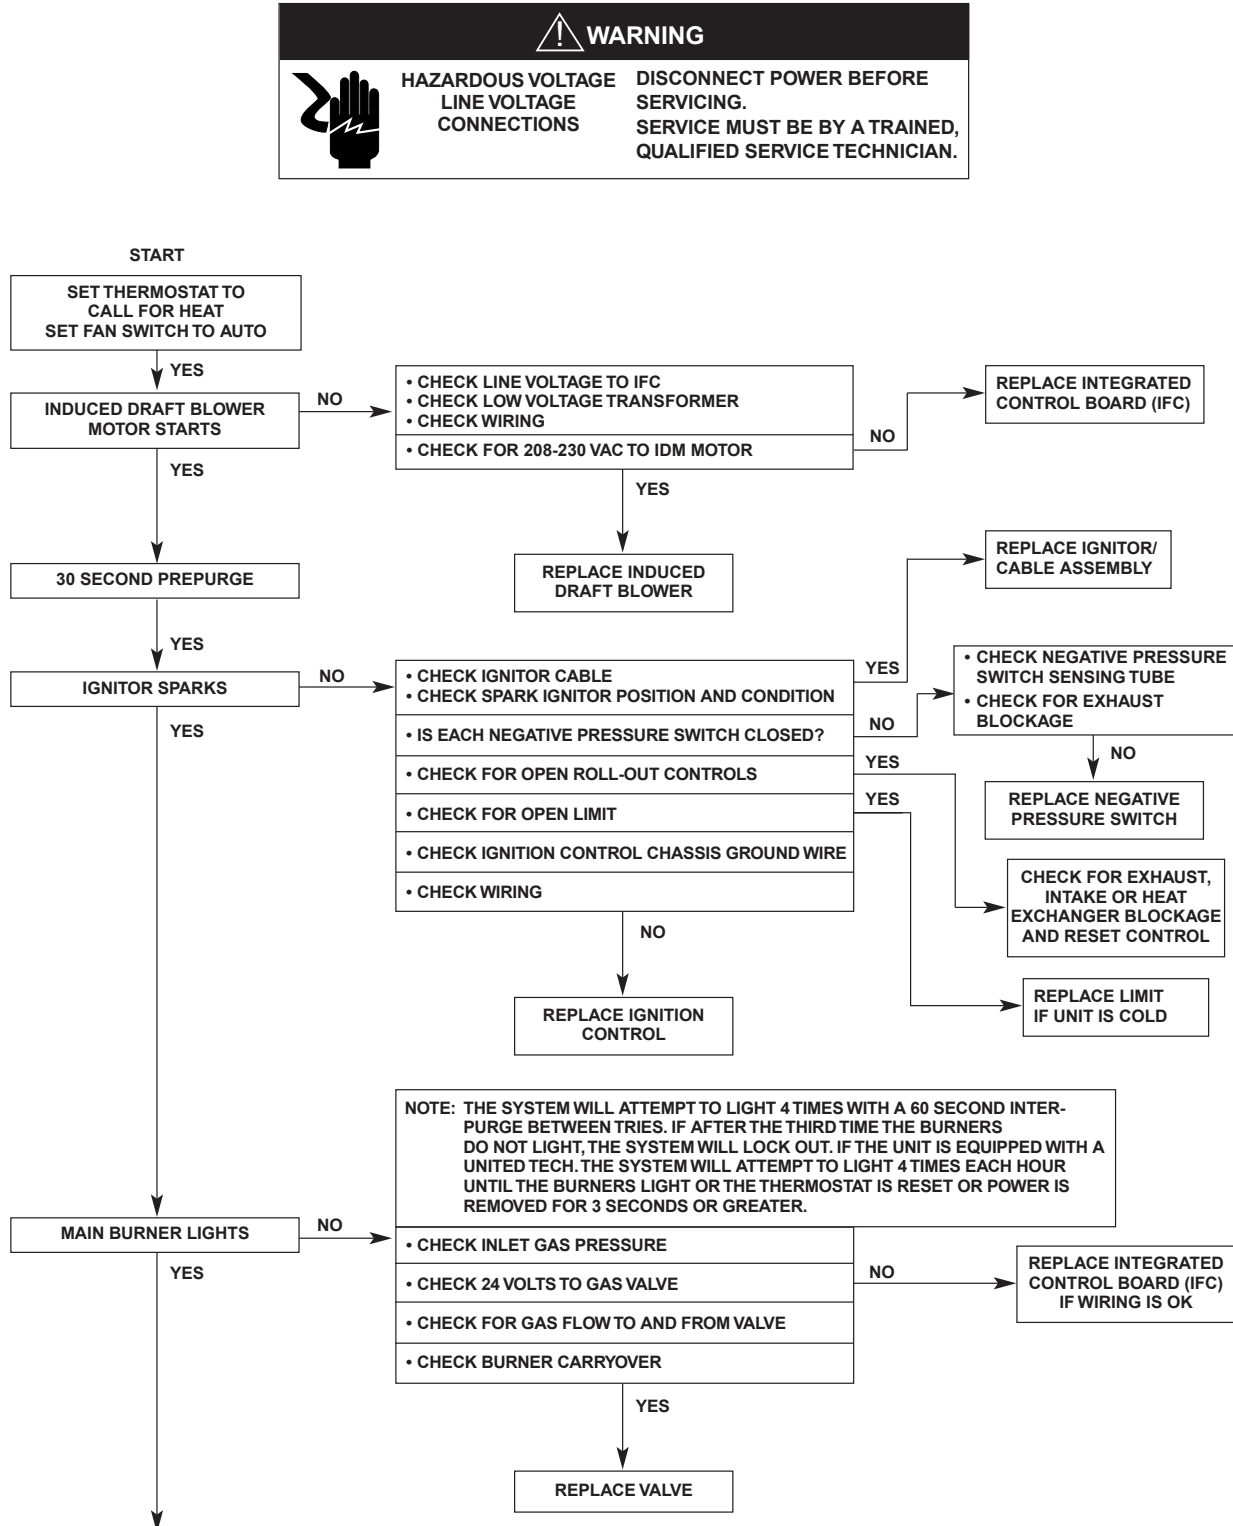 WARNING
HAZARDOUS VOLTAGE
LINE VOLTAGE
CONNECTIONS
DISCONNECT POWER BEFORE
SERVICING.
SERVICE MUST BE BY A TRAINED,
QUALIFIED SERVICE TECHNICIAN.
START
SET THERMOSTAT TO
CALL FOR HEAT
SET FAN SWITCH TO AUTO
YES
INDUCED DRAFT BLOWER
MOTOR STARTS
NO
• CHECK LINE VOLTAGE TO IFC
• CHECK LOW VOLTAGE TRANSFORMER
• CHECK WIRING
• CHECK FOR 208-230 VAC TO IDM MOTOR
NO
REPLACE INTEGRATED
CONTROL BOARD (IFC)
YES
YES
REPLACE INDUCED
DRAFT BLOWER
30 SECOND PREPURGE
YES
IGNITOR SPARKS
NO
• CHECK IGNITOR CABLE
• CHECK SPARK IGNITOR POSITION AND CONDITION
YES
REPLACE IGNITOR/
CABLE ASSEMBLY
• IS EACH NEGATIVE PRESSURE SWITCH CLOSED?
NO
• CHECK NEGATIVE PRESSURE
SWITCH SENSING TUBE
• CHECK FOR EXHAUST
BLOCKAGE
NO
REPLACE NEGATIVE
PRESSURE SWITCH
• CHECK FOR OPEN ROLL-OUT CONTROLS
YES
CHECK FOR EXHAUST,
INTAKE OR HEAT
EXCHANGER BLOCKAGE
AND RESET CONTROL
• CHECK FOR OPEN LIMIT
YES
REPLACE LIMIT
IF UNIT IS COLD
• CHECK IGNITION CONTROL CHASSIS GROUND WIRE
• CHECK WIRING
NO
REPLACE IGNITION
CONTROL
YES
NOTE: THE SYSTEM WILL ATTEMPT TO LIGHT 4 TIMES WITH A 60 SECOND INTER-
PURGE BETWEEN TRIES. IF AFTER THE THIRD TIME THE BURNERS
DO NOT LIGHT, THE SYSTEM WILL LOCK OUT. IF THE UNIT IS EQUIPPED WITH A
UNITED TECH. THE SYSTEM WILL ATTEMPT TO LIGHT 4 TIMES EACH HOUR
UNTIL THE BURNERS LIGHT OR THE THERMOSTAT IS RESET OR POWER IS
REMOVED FOR 3 SECONDS OR GREATER.
MAIN BURNER LIGHTS
NO
• CHECK INLET GAS PRESSURE
• CHECK 24 VOLTS TO GAS VALVE
NO
REPLACE INTEGRATED
CONTROL BOARD (IFC)
IF WIRING IS OK
• CHECK FOR GAS FLOW TO AND FROM VALVE
• CHECK BURNER CARRYOVER
YES
YES
REPLACE VALVE